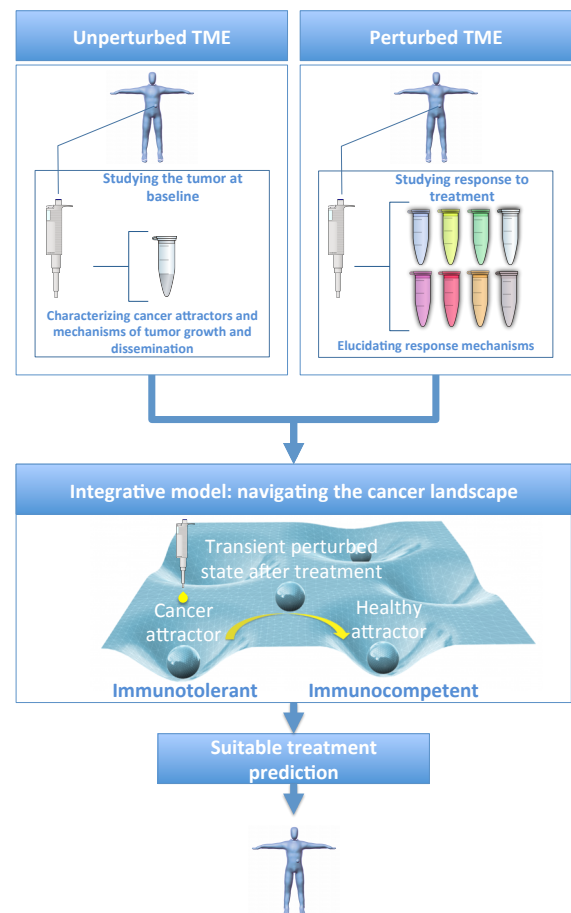 Unperturbed TME
Studying the tumor at
baseline
Characterizing cancer attractors and
mechanisms of tumor growth and
dissemination
Perturbed TME
Studying response to
treatment
Elucidating response mechanisms
Integrative model: navigating the cancer landscape
Transient perturbed
state after treatment
Cancer
attractor
Healthy
attractor
Immunotolerant
Immunocompetent
Suitable treatment
prediction